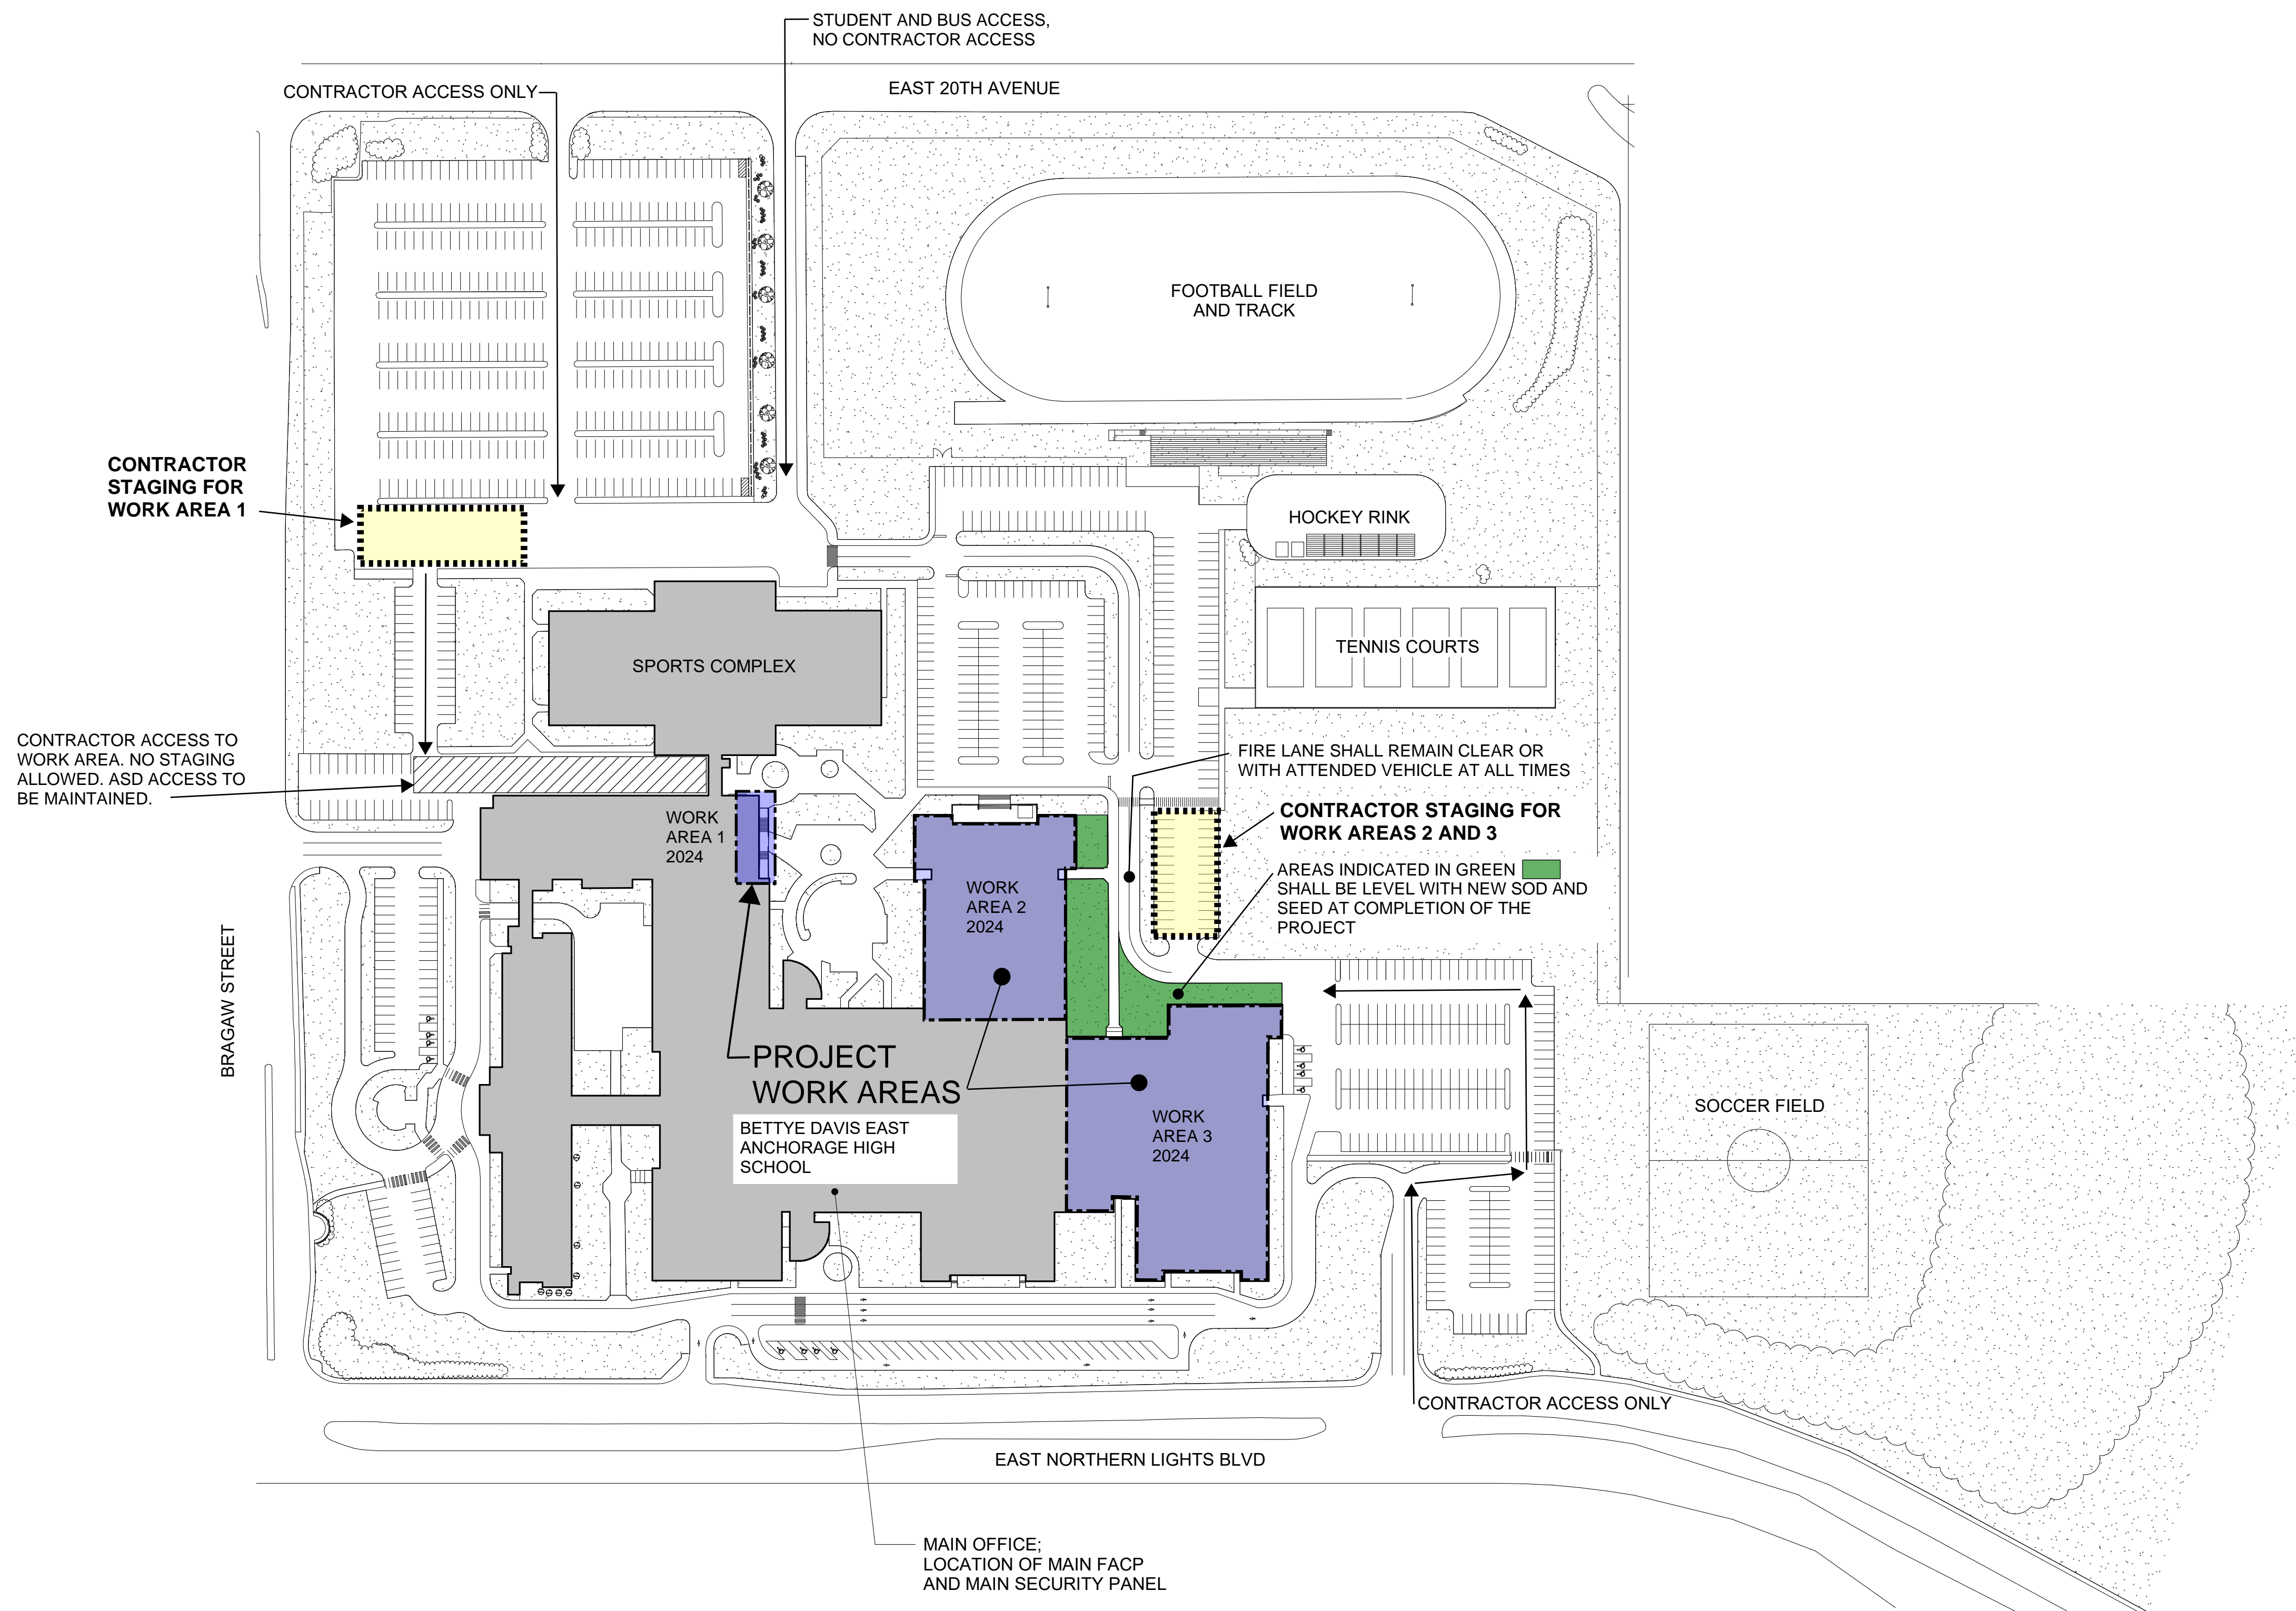 STUDENT AND BUS ACCESS,
NO CONTRACTOR ACCESS
CONTRACTOR ACCESS ONLY
EAST 20TH AVENUE
FOOTBALL FIELD
AND TRACK
CONTRACTOR
STAGING FOR
WORK AREA 1
HOCKEY RINK
TENNIS COURTS
SPORTS COMPLEX
CONTRACTOR ACCESS TO
WORK AREA. NO STAGING
ALLOWED. ASD ACCESS TO
BE MAINTAINED.
FIRE LANE SHALL REMAIN CLEAR OR
WITH ATTENDED VEHICLE AT ALL TIMES
CONTRACTOR STAGING FOR
WORK AREAS 2 AND 3
AREAS INDICATED IN GREEN
SHALL BE LEVEL WITH NEW SOD AND
SEED AT COMPLETION OF THE
PROJECT
WORK
AREA 1
2024
WORK
AREA 2
2024
BRAGAW STREET
PROJECT
WORK AREAS
BETTYE DAVIS EAST
ANCHORAGE HIGH
SCHOOL
WORK
AREA 3
2024
SOCCER FIELD
CONTRACTOR ACCESS ONLY
EAST NORTHERN LIGHTS BLVD
MAIN OFFICE;
LOCATION OF MAIN FACP
AND MAIN SECURITY PANEL